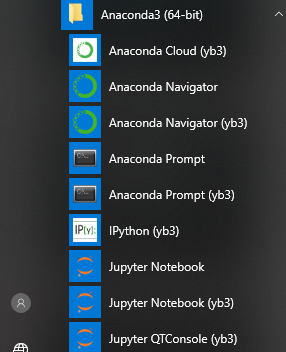 Anaconda3 (64-bit)
Anaconda Cloud (yb3)
Anaconda Navigator
Anaconda Navigator (yb3)
Anaconda Prompt
Anaconda Prompt (yb3)
IP[y]: IPython (yb3)
Jupyter Notebook
Jupyter Notebook (yb3)
Jupyter QTConsole (yb3)